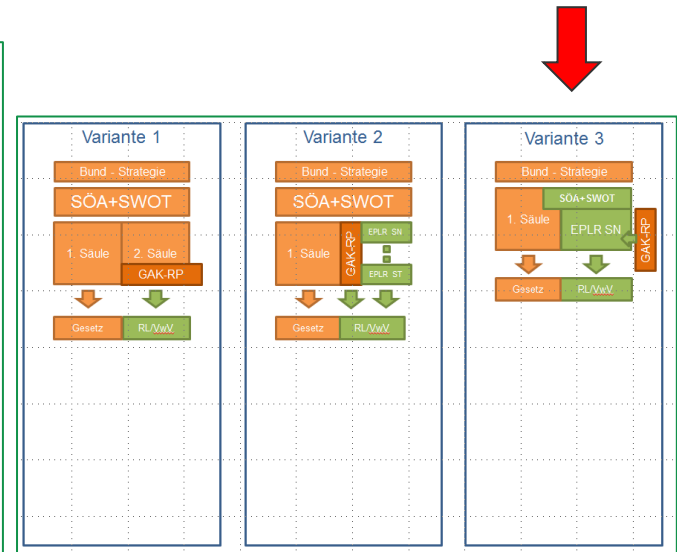 Variante 1
Bund - Strategie
SÖA+SWOT
1. Säule
2. Säule
GAK-RP
Gesetz
RL/VwV
Variante 2
Bund - Strategie
SÖA+SWOT
1. Säule
GAK-RP
EPLR SN
EPLR ST
Gesetz
RL/VwV
Variante 3
Bund - Strategie
SÖA+SWOT
1. Säule
EPLR SN
GAK-RP
Gesetz
RL/VwV